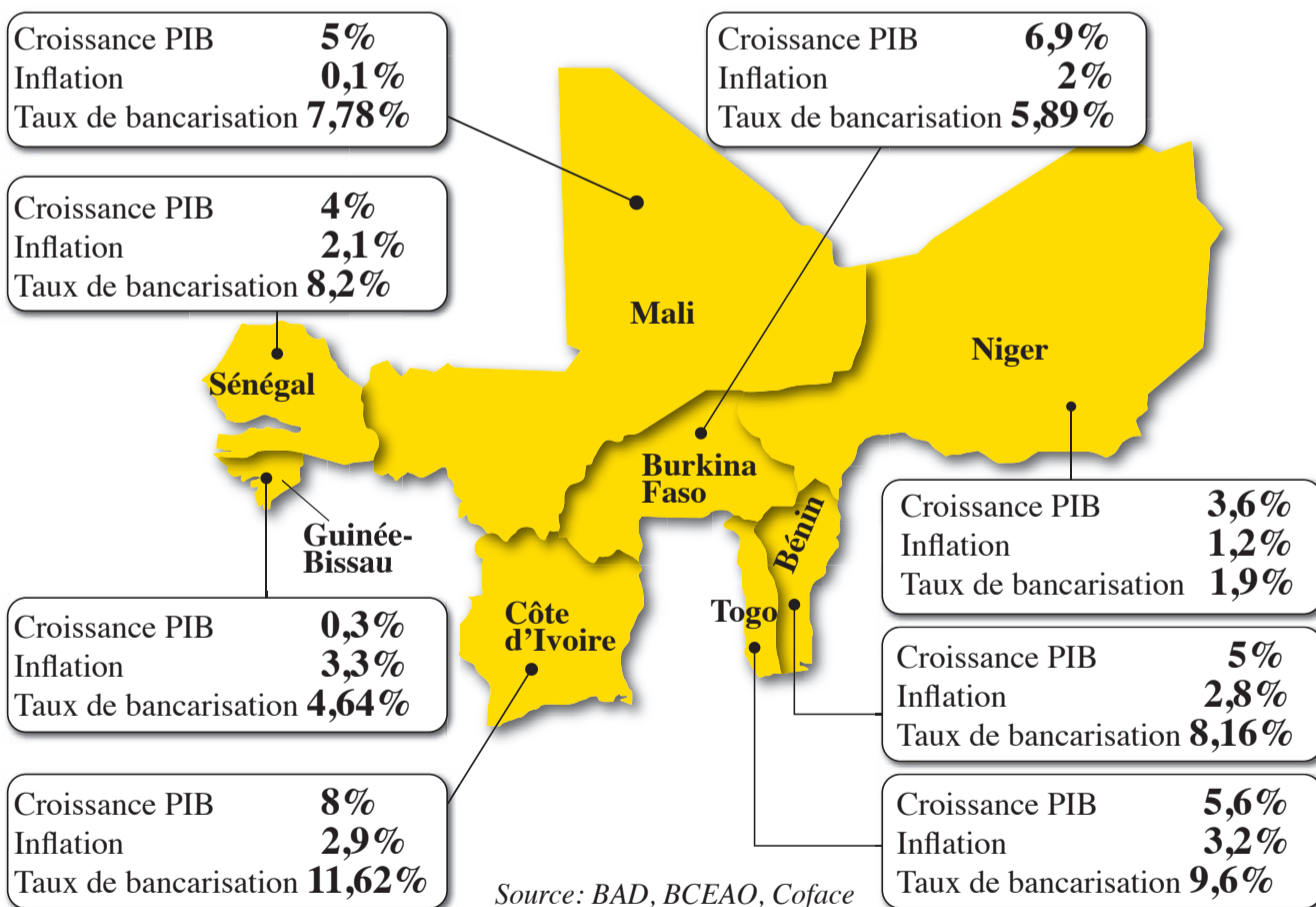 Croissance PIB 5%
Inflation 0,1%
Taux de bancarisation 7,78%
Croissance PIB 6,9%
Inflation 2%
Taux de bancarisation 5,89%
Croissance PIB 4%
Inflation 2,1%
Taux de bancarisation 8,2%
Mali
Niger
Sénégal
Burkina
Faso
Guinée-
Bissau
Bénin
Togo
Côte
d’Ivoire
Croissance PIB 3,6%
Inflation 1,2%
Taux de bancarisation 1,9%
Croissance PIB 0,3%
Inflation 3,3%
Taux de bancarisation 4,64%
Croissance PIB 5%
Inflation 2,8%
Taux de bancarisation 8,16%
Croissance PIB 8%
Inflation 2,9%
Taux de bancarisation 11,62%
Croissance PIB 5,6%
Inflation 3,2%
Taux de bancarisation 9,6%
Source: BAD, BCEAO, Coface